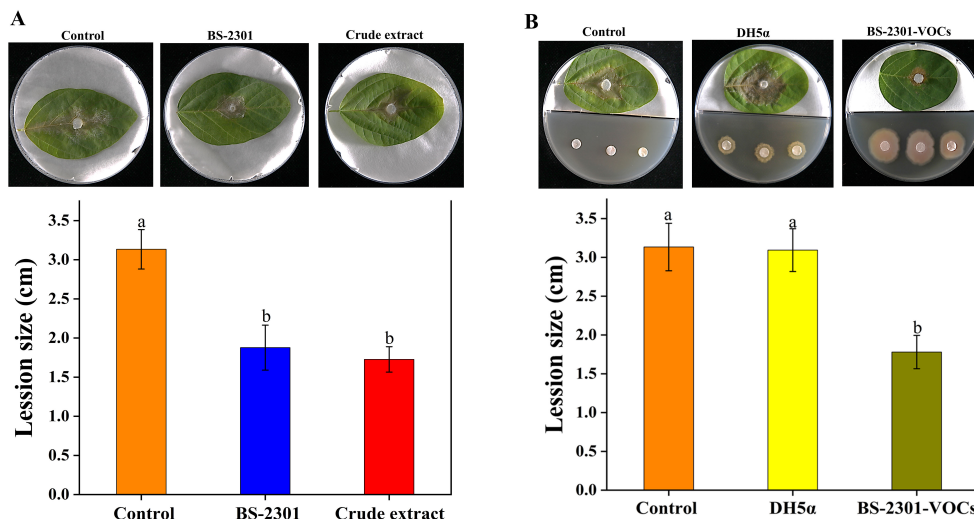 A
Control
BS-2301
Crude extract
Lession size (cm)
3.5
3.0
2.5
2.0
1.5
1.0
0.5
0.0
a
b
b
Control
BS-2301
Crude extract
B
Control
DH5α
BS-2301-VOCs
Lession size (cm)
3.5
3.0
2.5
2.0
1.5
1.0
0.5
0.0
a
a
b
Control
DH5α
BS-2301-VOCs